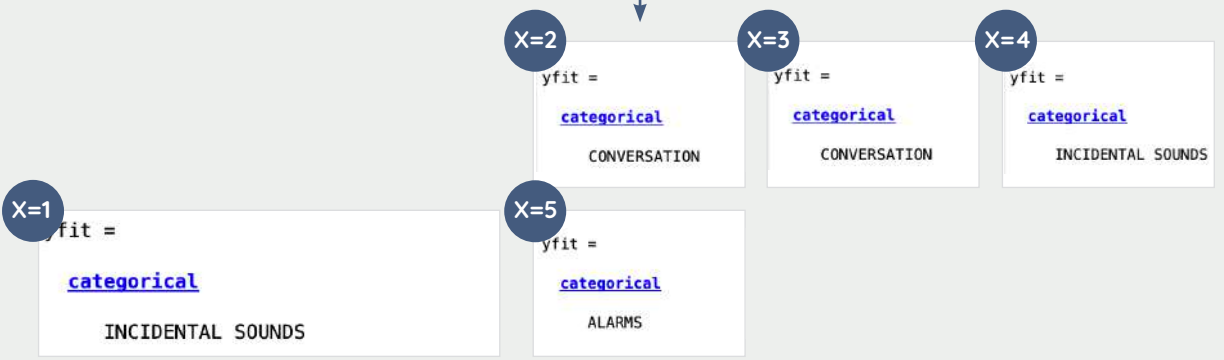 X=2
yfit =
categorical
CONVERSATION
X=3
yfit =
categorical
CONVERSATION
X=4
yfit =
categorical
INCIDENTAL SOUNDS
X=1
yfit =
categorical
INCIDENTAL SOUNDS
X=5
yfit =
categorical
ALARMS